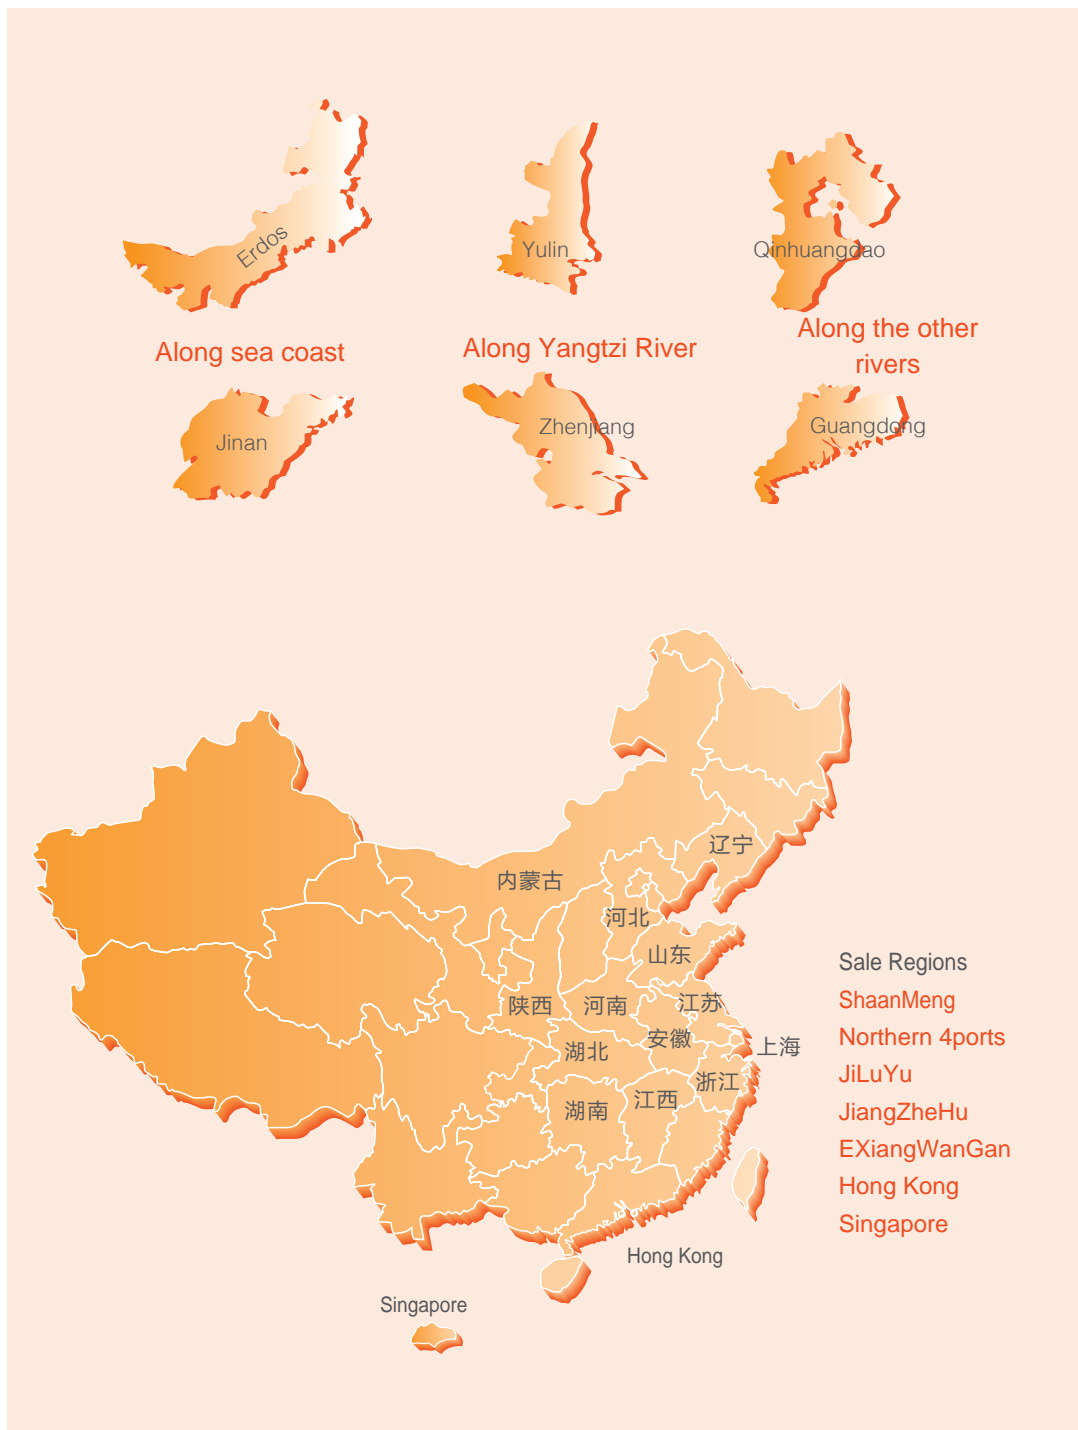 Erdos
Yulin
Qinhuangdao
Along sea coast
Along Yangtzi River
Along the other
rivers
Jinan
Zhenjiang
Guangdong
辽宁
内蒙古
河北
山东
陕西
河南
江苏
安徽
湖北
上海
浙江
江西
湖南
Hong Kong
Singapore
Sale Regions
ShaanMeng
Northern 4ports
JiLuYu
JiangZheHu
EXiangWanGan
Hong Kong
Singapore